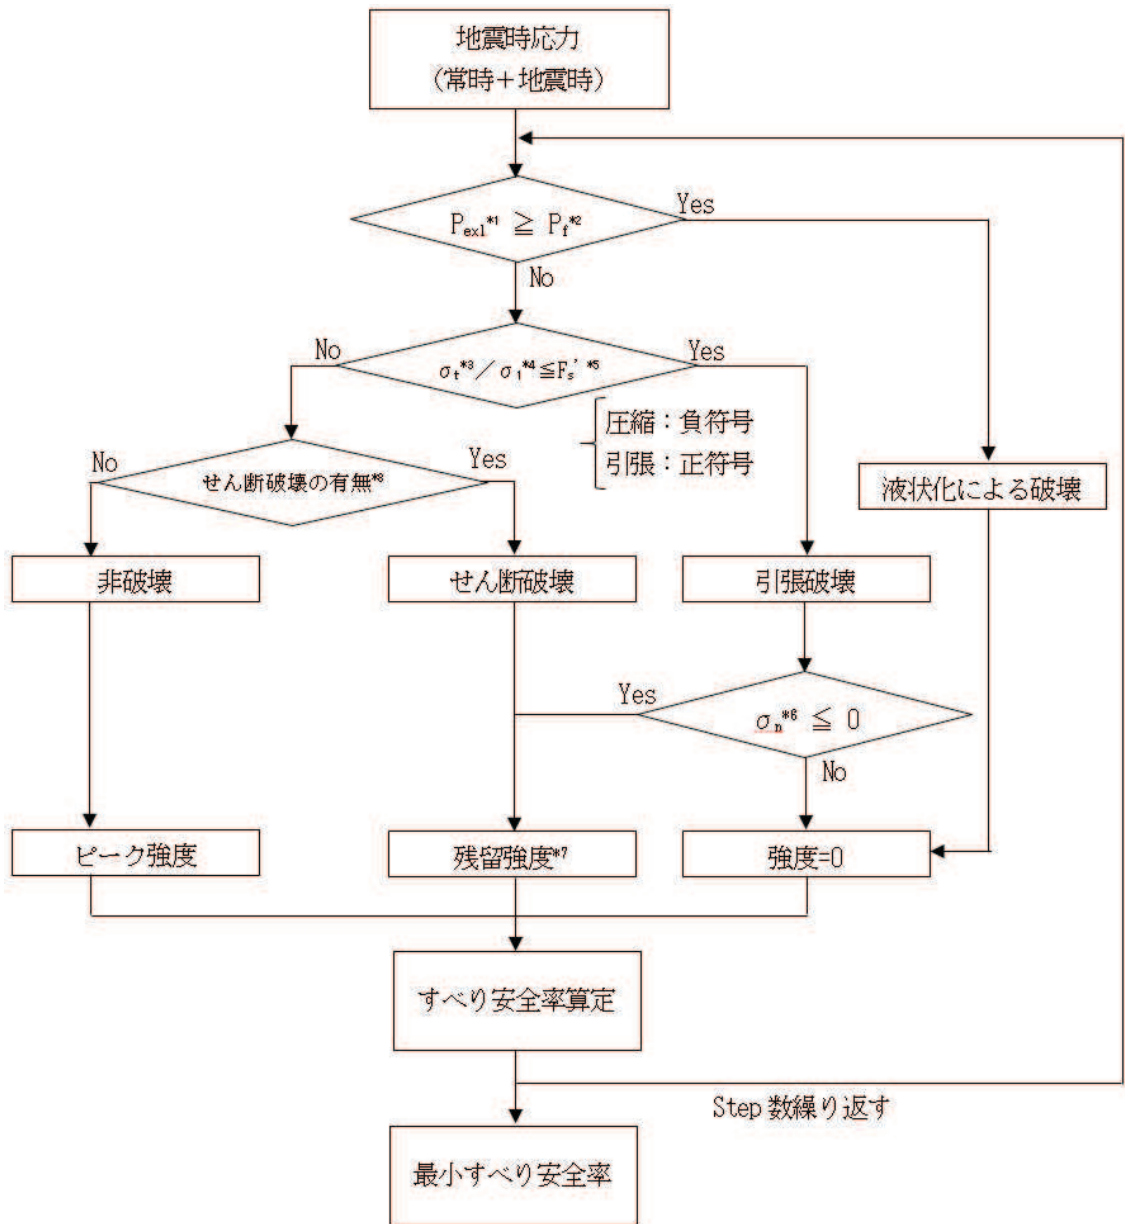 地震時応力
(常時+地震時)
Pexl*1 ≧ Pf*2
Yes
No
σt*3／σ1*4≦Fs'*5
No
Yes
圧縮：負符号
引張：正符号
せん断破壊の有無*8
No
Yes
液状化による破壊
非破壊
せん断破壊
引張破壊
σn*6 ≦ 0
Yes
No
ピーク強度
残留強度*7
強度=0
すべり安全率算定
Step 数繰り返す
最小すべり安全率